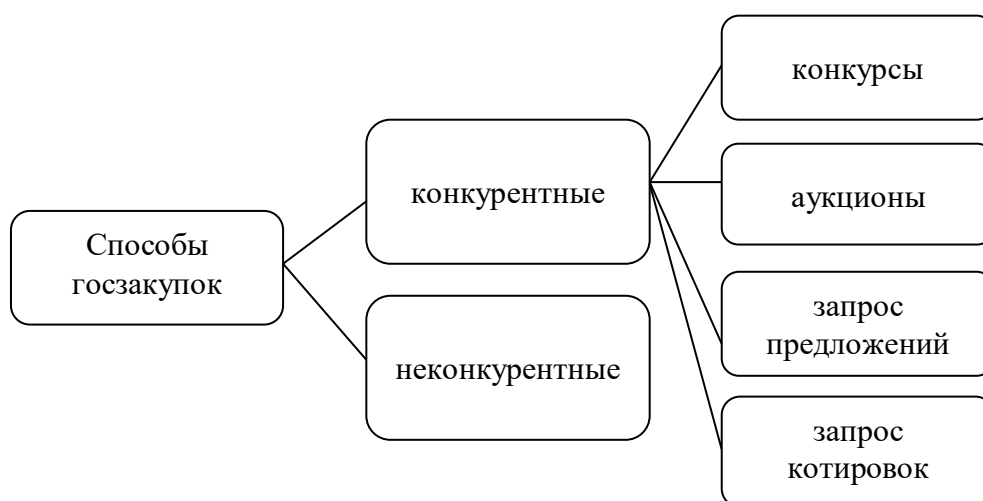 Способы
госзакупок
конкурентные
неконкурентные
конкурсы
аукционы
запрос
предложений
запрос
котировок